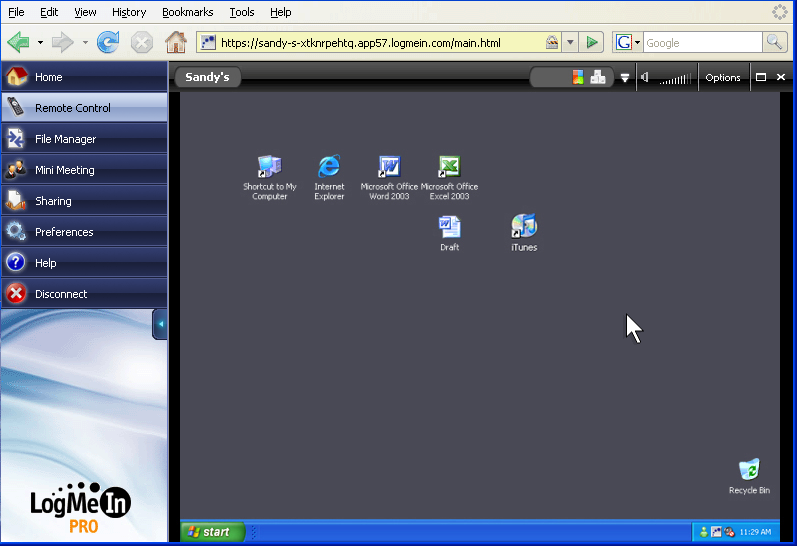 File Edit View History Bookmarks Tools Help
https://sandy-s-xtknrpehtq.app57.logmein.com/main.html
G Google
Home
Sandy's
Options
Remote Control
File Manager
Mini Meeting
Sharing
Preferences
Help
Disconnect
Shortcut to My
Computer
Internet
Explorer
Microsoft Office
Word 2003
Microsoft Office
Excel 2003
Draft
iTunes
Recycle Bin
LogMeIn
PRO
start
11:29 AM